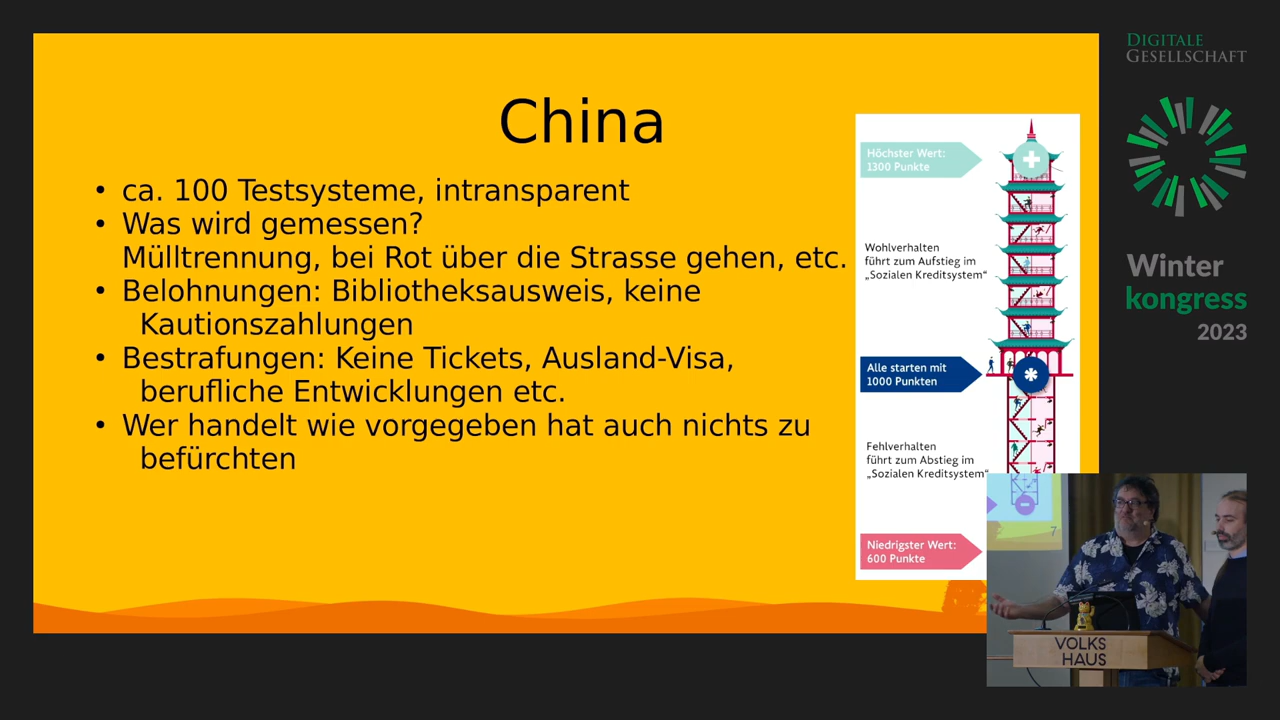 China
• ca. 100 Testsysteme, intransparent
• Was wird gemessen?
Mülltrennung, bei Rot über die Strasse gehen, etc.
• Belohnungen: Bibliotheksausweis, keine
Kautionszahlungen
• Bestrafungen: Keine Tickets, Ausland-Visa,
berufliche Entwicklungen etc.
• Wer handelt wie vorgegeben hat auch nichts zu
befürchten
Höchster Wert:
1300 Punkte
Wohlverhalten
führt zum Aufstieg im
„Sozialen Kreditsystem“
Alle starten mit
1000 Punkten
Fehlverhalten
führt zum Abstieg im
„Sozialen Kreditsystem“
Niedrigster Wert:
600 Punkte
DIGITALE
GESELLSCHAFT
Winter
kongress
2023
7
VOLKS
HAUS